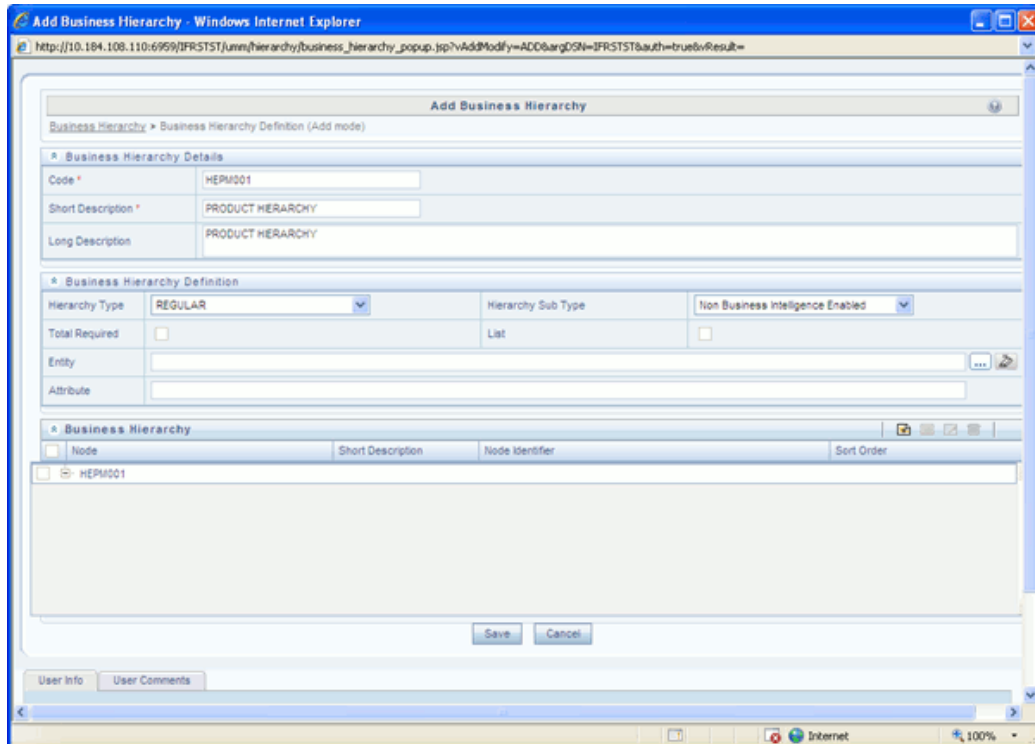 Add Business Hierarchy - Windows Internet Explorer
http://10.184.108.110:6959/IFRSTST/umm/hierarchy/business_hierarchy_popup.jsp?vAddModify=ADD&argDSN=IFRSTST&auth=true&vResult=
Add Business Hierarchy
Business Hierarchy > Business Hierarchy Definition (Add mode)
Business Hierarchy Details
Code * HEPM001
Short Description * PRODUCT HIERARCHY
Long Description PRODUCT HIERARCHY
Business Hierarchy Definition
Hierarchy Type REGULAR Hierarchy Sub Type Non Business Intelligence Enabled
Total Required List
Entity ...
Attribute
Business Hierarchy
Node Short Description Node Identifier Sort Order
HEPM001
Save Cancel
User Info User Comments
Internet 100%